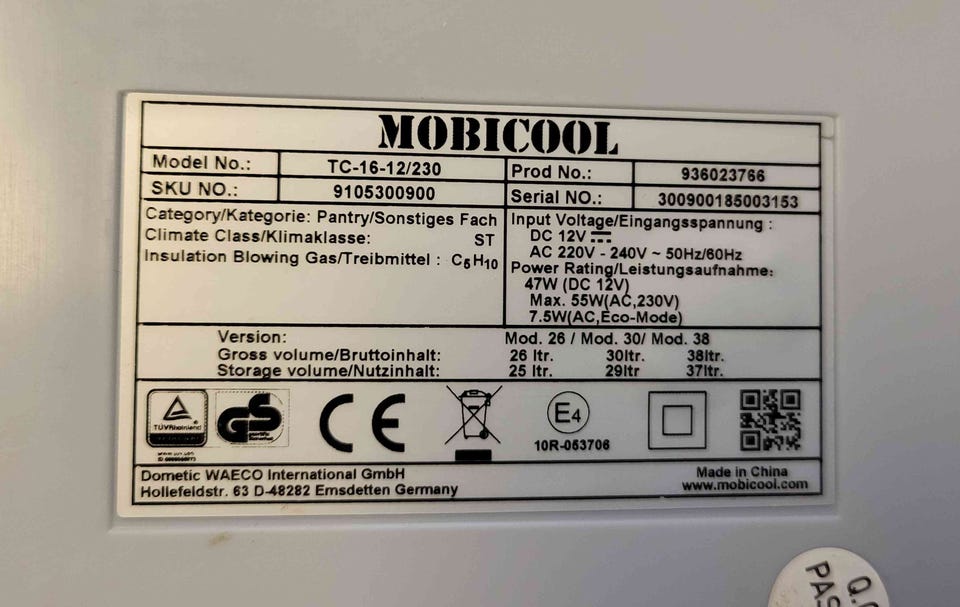 MOBICOOL
Model No.: TC-16-12/230
SKU NO.: 9105300900
Prod No.: 936023766
Serial NO.: 300900185003153
Category/Kategorie: Pantry/Sonstiges Fach
Climate Class/Klimaklasse: ST
Insulation Blowing Gas/Treibmittel : C5H10
Input Voltage/Eingangsspannung :
DC 12V
AC 220V - 240V ~ 50Hz/60Hz
Power Rating/Leistungsaufnahme:
47W (DC 12V)
Max. 55W(AC,230V)
7.5W(AC,Eco-Mode)
Version: Mod. 26 / Mod. 30/ Mod. 38
Gross volume/Bruttoinhalt: 26 ltr. 30ltr. 38ltr.
Storage volume/Nutzinhalt: 25 ltr. 29ltr 37ltr.
TÜVRheinland
GS
geprüfte
Sicherheit
CE
E4
10R-053706
Dometic WAECO International GmbH
Hollefeldstr. 63 D-48282 Emsdetten Germany
Made in China
www.mobicool.com